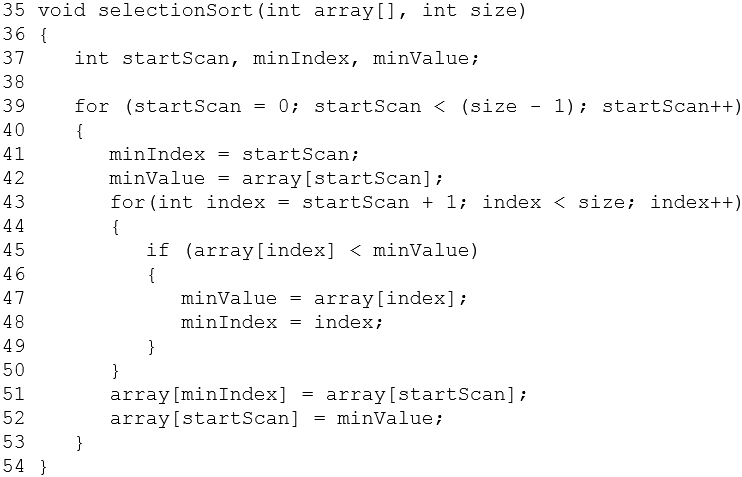 35 void selectionSort(int array[], int size)
36 {
37    int startScan, minIndex, minValue;
38
39    for (startScan = 0; startScan < (size - 1); startScan++)
40    {
41       minIndex = startScan;
42       minValue = array[startScan];
43       for(int index = startScan + 1; index < size; index++)
44       {
45          if (array[index] < minValue)
46          {
47             minValue = array[index];
48             minIndex = index;
49          }
50       }
51       array[minIndex] = array[startScan];
52       array[startScan] = minValue;
53    }
54 }